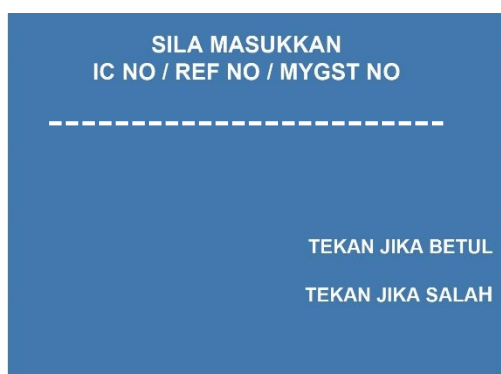 SILA MASUKKAN
IC NO / REF NO / MYGST NO
TEKAN JIKA BETUL
TEKAN JIKA SALAH